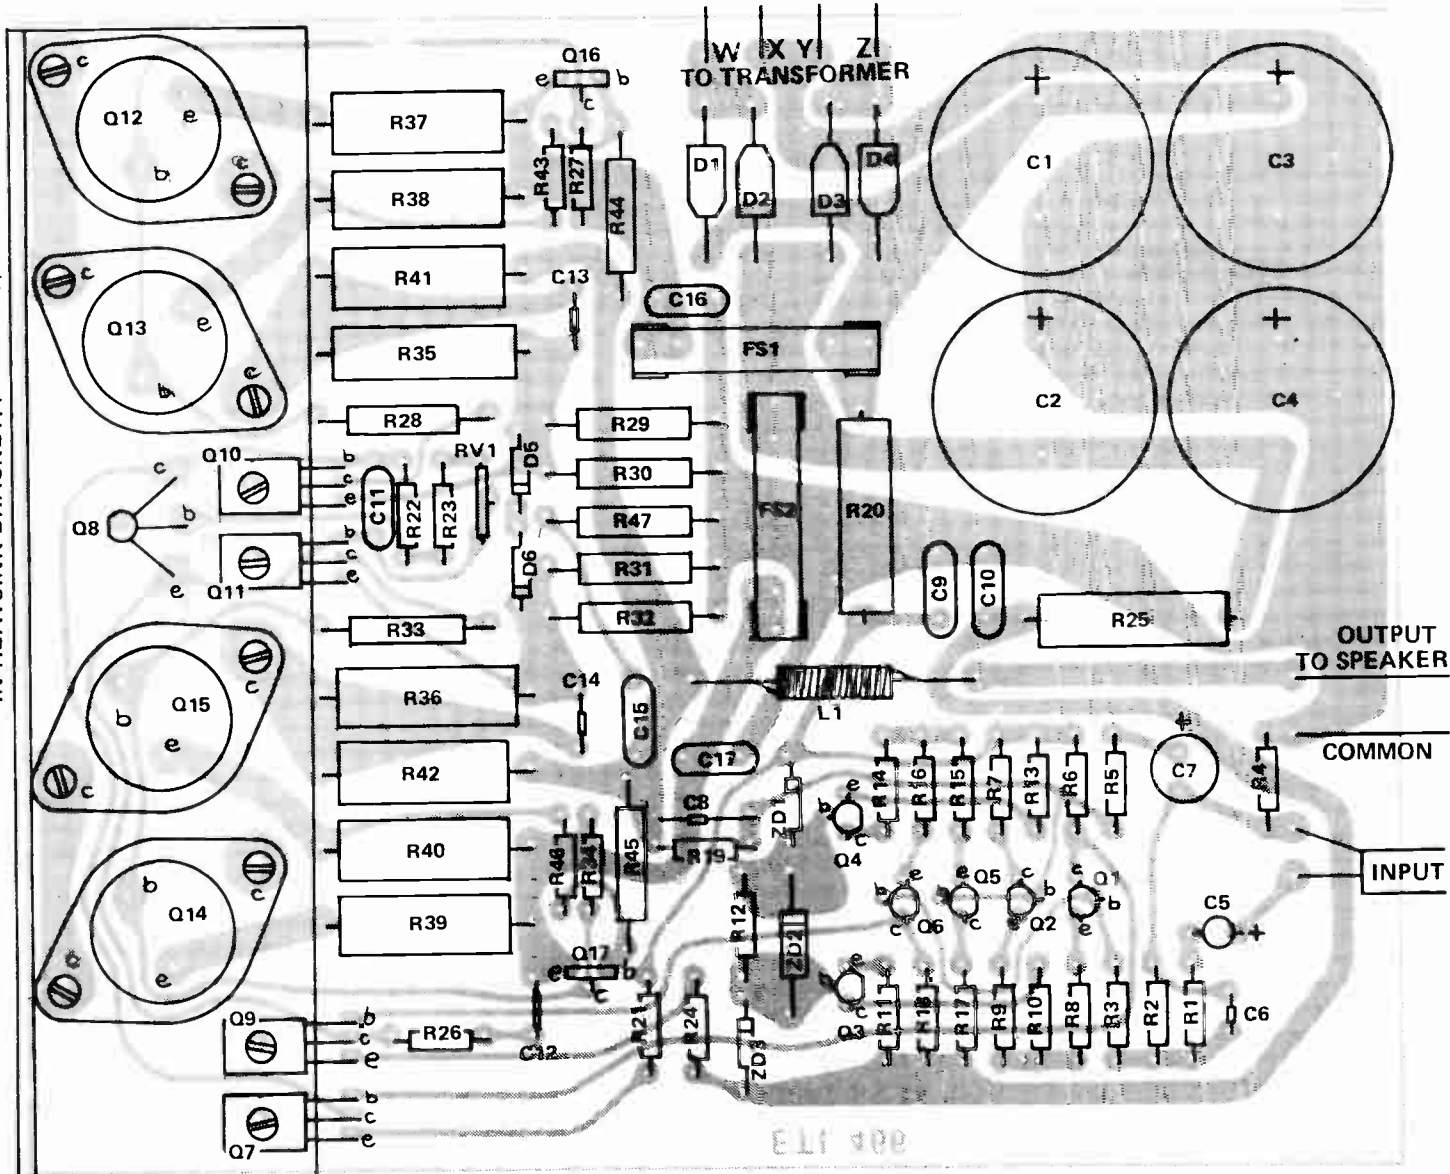 W X Y Z
TO TRANSFORMER
Q16
e b
c
Q12
c
e
b
c
R37
R38
R43
R27
R44
D1
D2
D3
D4
+
C1
+
C3
Q13
c
e
b
c
R41
C13
C16
R35
FS1
+
C2
+
C4
R28
R29
Q10
b
c
e
RV1
D5
R30
FS2
R20
Q8
c
b
e
C11
R22
R23
R47
Q11
b
c
e
D6
R31
C9
C10
R33
R32
R25
OUTPUT
TO SPEAKER
Q15
c
b
e
c
R36
C14
C15
L1
COMMON
R42
C17
ZD1
R14
R16
R15
R7
R13
R6
R5
+
C7
R4
C8
b e
c
Q4
R40
R46
R34
R45
R19
INPUT
Q14
b
c
e
c
R39
R12
ZD2
e
b
c
Q6
e
Q5
c
c
b
Q2
e
c
Q1
b
e
C5
+
Q17
e b
c
e
c
Q3
R11
R18
R17
R9
R10
R8
R3
R2
R1
C6
Q9
b
c
e
R26
C12
R21
R24
ZD3
Q7
b
c
e
ETI 466